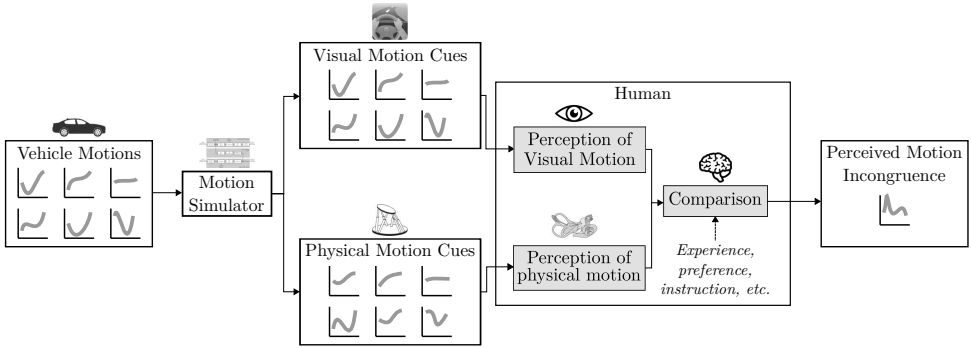 Vehicle Motions
Motion
Simulator
Visual Motion Cues
Physical Motion Cues
Human
Perception of
Visual Motion
Perception of
physical motion
Comparison
Experience,
preference,
instruction, etc.
Perceived Motion
Incongruence